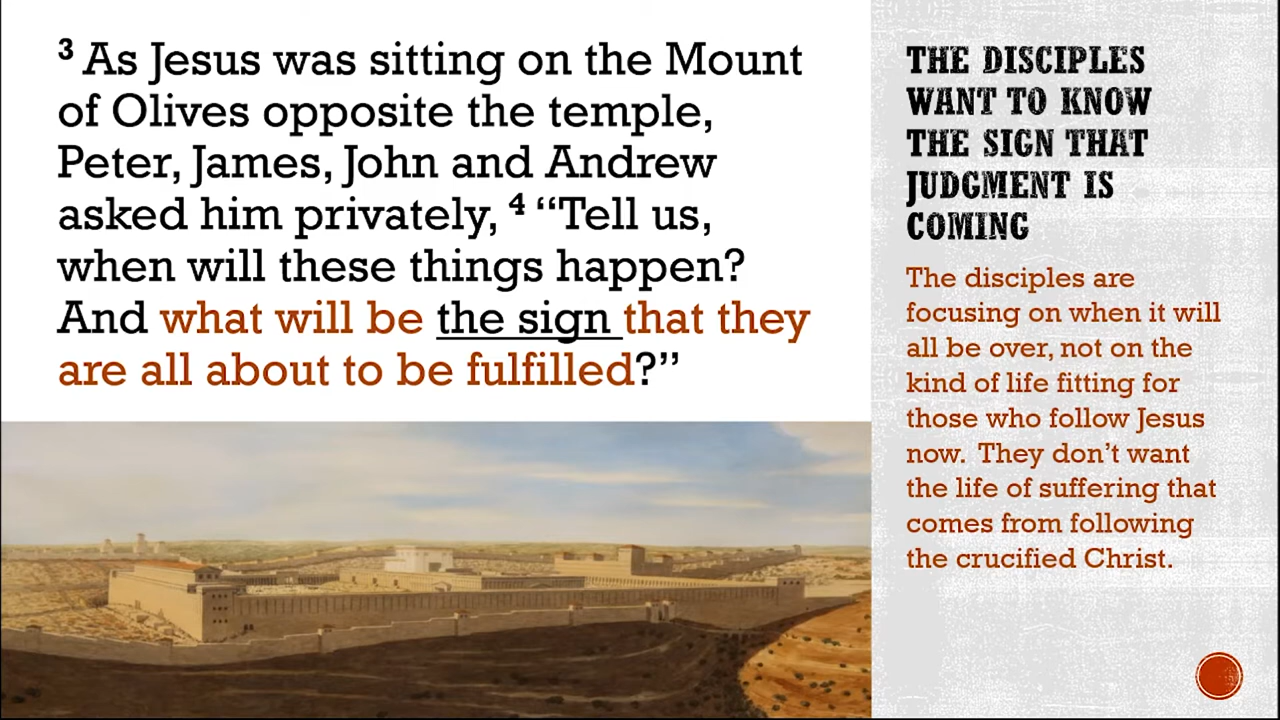 ³ As Jesus was sitting on the Mount
of Olives opposite the temple,
Peter, James, John and Andrew
asked him privately, ⁴ “Tell us,
when will these things happen?
And what will be the sign that they
are all about to be fulfilled?”
THE DISCIPLES
WANT TO KNOW
THE SIGN THAT
JUDGMENT IS
COMING
The disciples are
focusing on when it will
all be over, not on the
kind of life fitting for
those who follow Jesus
now.  They don’t want
the life of suffering that
comes from following
the crucified Christ.